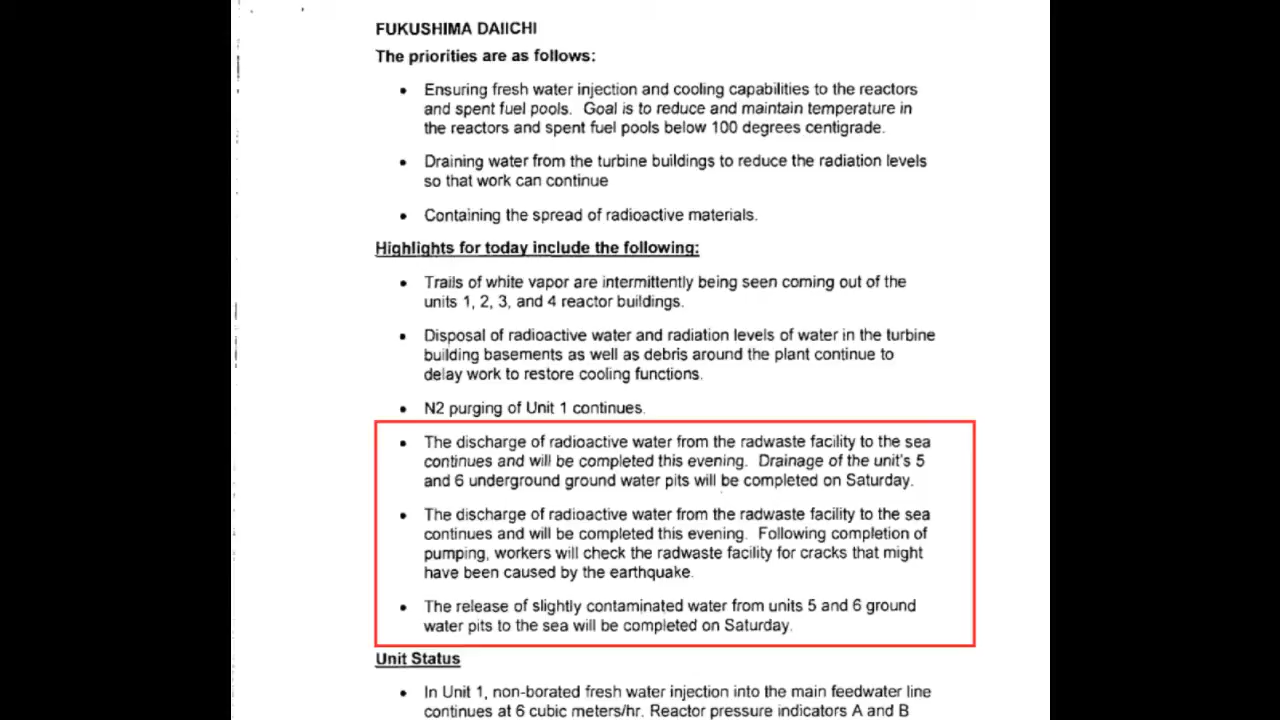 FUKUSHIMA DAIICHI
The priorities are as follows:
• Ensuring fresh water injection and cooling capabilities to the reactors
and spent fuel pools. Goal is to reduce and maintain temperature in
the reactors and spent fuel pools below 100 degrees centigrade.
• Draining water from the turbine buildings to reduce the radiation levels
so that work can continue
• Containing the spread of radioactive materials.
Highlights for today include the following:
• Trails of white vapor are intermittently being seen coming out of the
units 1, 2, 3, and 4 reactor buildings.
• Disposal of radioactive water and radiation levels of water in the turbine
building basements as well as debris around the plant continue to
delay work to restore cooling functions.
• N2 purging of Unit 1 continues.
• The discharge of radioactive water from the radwaste facility to the sea
continues and will be completed this evening. Drainage of the unit's 5
and 6 underground ground water pits will be completed on Saturday.
• The discharge of radioactive water from the radwaste facility to the sea
continues and will be completed this evening. Following completion of
pumping, workers will check the radwaste facility for cracks that might
have been caused by the earthquake.
• The release of slightly contaminated water from units 5 and 6 ground
water pits to the sea will be completed on Saturday.
Unit Status
• In Unit 1, non-borated fresh water injection into the main feedwater line
continues at 6 cubic meters/hr. Reactor pressure indicators A and B